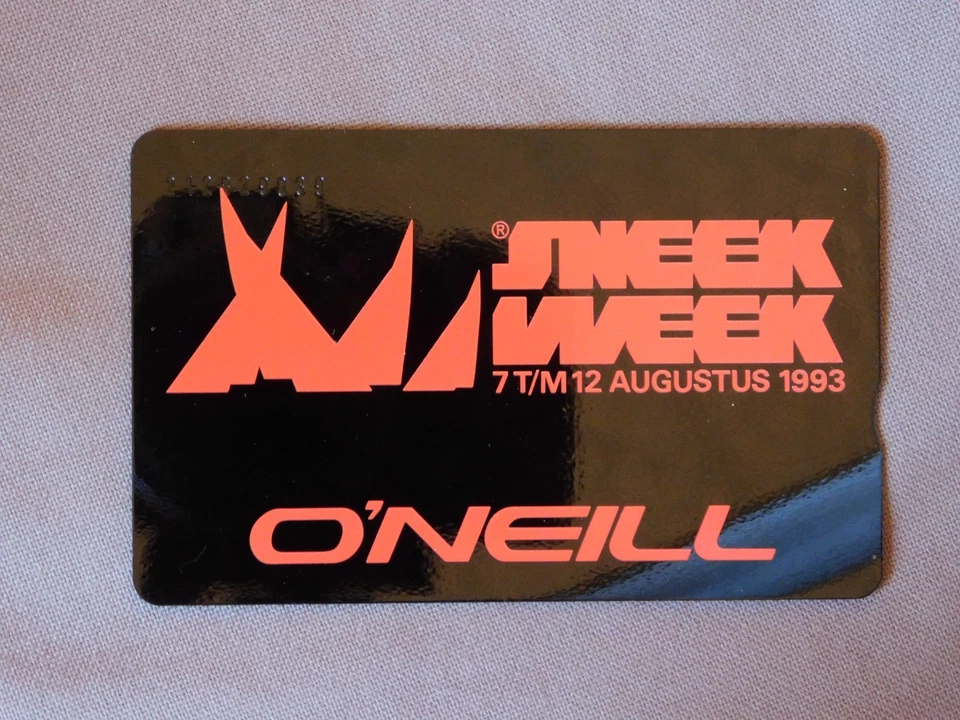 ® SNEEK
WEEK
7 T/M 12 AUGUSTUS 1993
O'NEILL